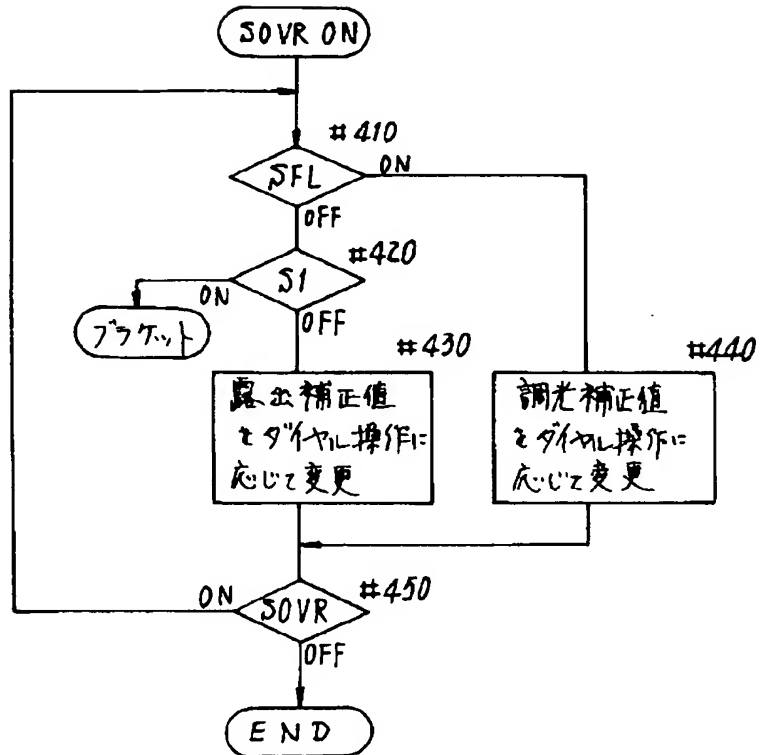 SOVR ON
#410
SFL
ON
OFF
#420
S1
ON
OFF
ブラケット
#430
露出補正値
をダイヤル操作に
応じて変更
#440
調光補正値
をダイヤル操作に
応じて変更
#450
SOVR
ON
OFF
END